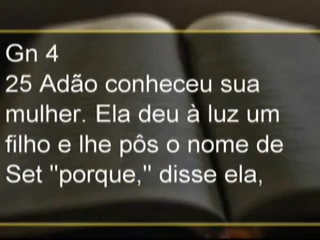 Gn 4
25 Adão conheceu sua
mulher. Ela deu à luz um
filho e lhe pôs o nome de
Set "porque," disse ela,